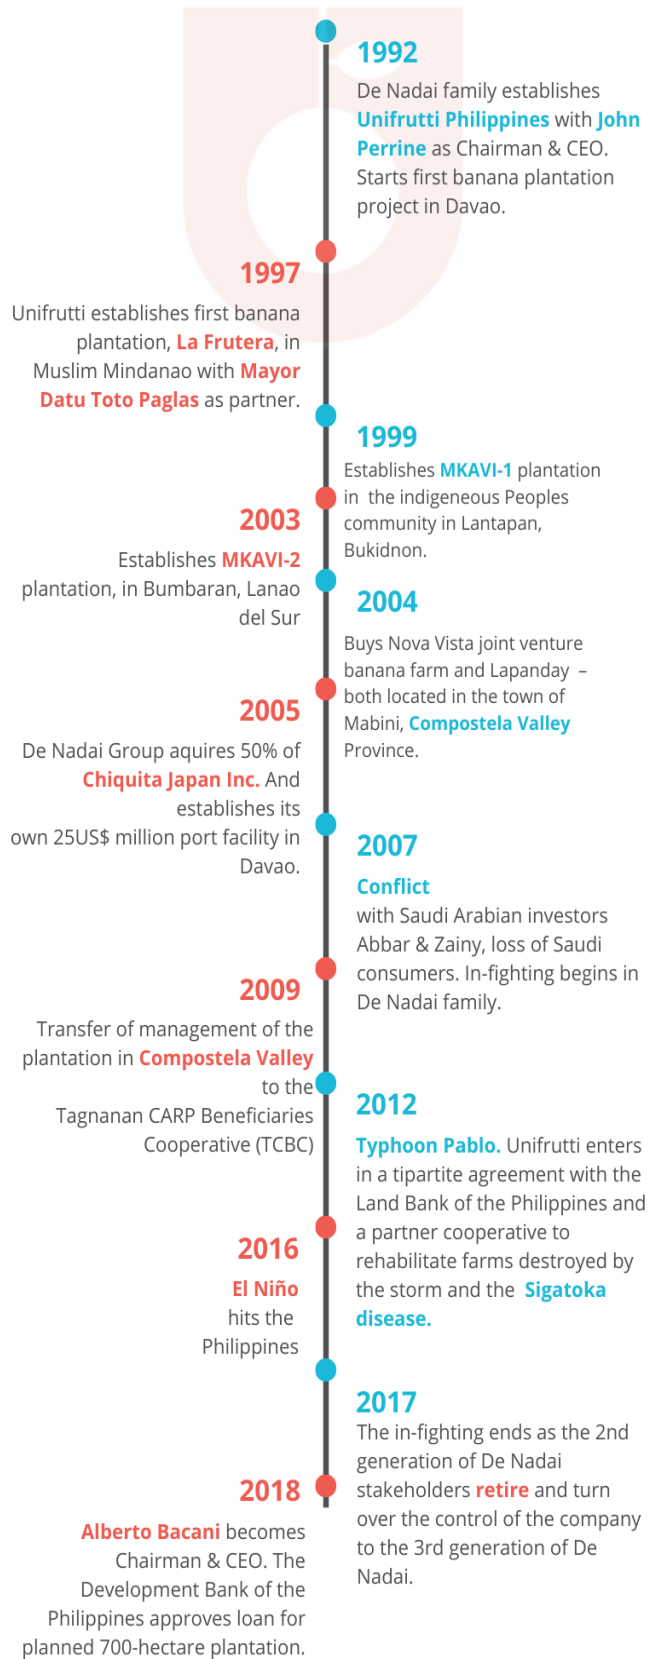 1992
De Nadai family establishes
Unifrutti Philippines with John
Perrine as Chairman & CEO.
Starts first banana plantation
project in Davao.
1997
Unifrutti establishes first banana
plantation, La Frutera, in
Muslim Mindanao with Mayor
Datu Toto Paglas as partner.
1999
Establishes MKAVI-1 plantation
in the indigeneous Peoples
community in Lantapan,
Bukidnon.
2003
Establishes MKAVI-2
plantation, in Bumbaran, Lanao
del Sur
2004
Buys Nova Vista joint venture
banana farm and Lapanday –
both located in the town of
Mabini, Compostela Valley
Province.
2005
De Nadai Group aquires 50% of
Chiquita Japan Inc. And
establishes its
own 25US$ million port facility in
Davao.
2007
Conflict
with Saudi Arabian investors
Abbar & Zainy, loss of Saudi
consumers. In-fighting begins in
De Nadai family.
2009
Transfer of management of the
plantation in Compostela Valley
to the
Tagnanan CARP Beneficiaries
Cooperative (TCBC)
2012
Typhoon Pablo. Unifrutti enters
in a tipartite agreement with the
Land Bank of the Philippines and
a partner cooperative to
rehabilitate farms destroyed by
the storm and the Sigatoka
disease.
2016
El Niño
hits the
Philippines
2017
The in-fighting ends as the 2nd
generation of De Nadai
stakeholders retire and turn
over the control of the company
to the 3rd generation of De
Nadai.
2018
Alberto Bacani becomes
Chairman & CEO. The
Development Bank of the
Philippines approves loan for
planned 700-hectare plantation.